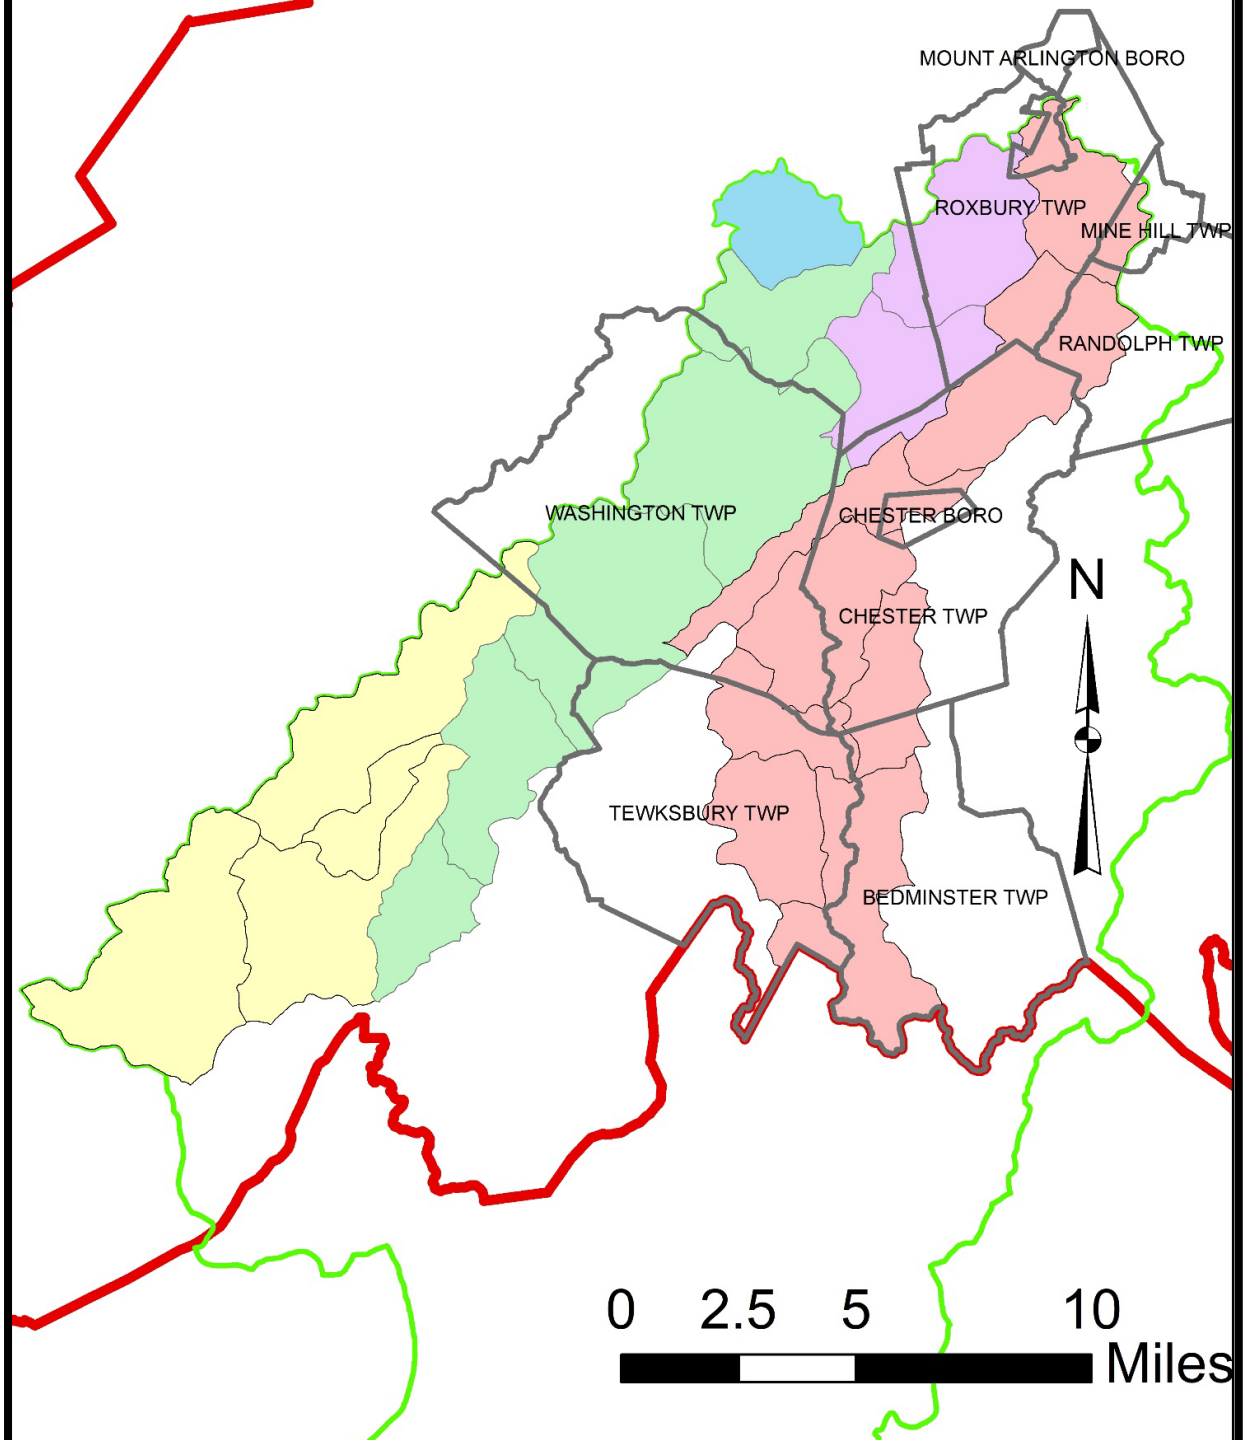 MOUNT ARLINGTON BORO
ROXBURY TWP
MINE HILL TWP
RANDOLPH TWP
WASHINGTON TWP
CHESTER BORO
N
CHESTER TWP
TEWKSBURY TWP
BEDMINSTER TWP
0 2.5 5 10
Miles